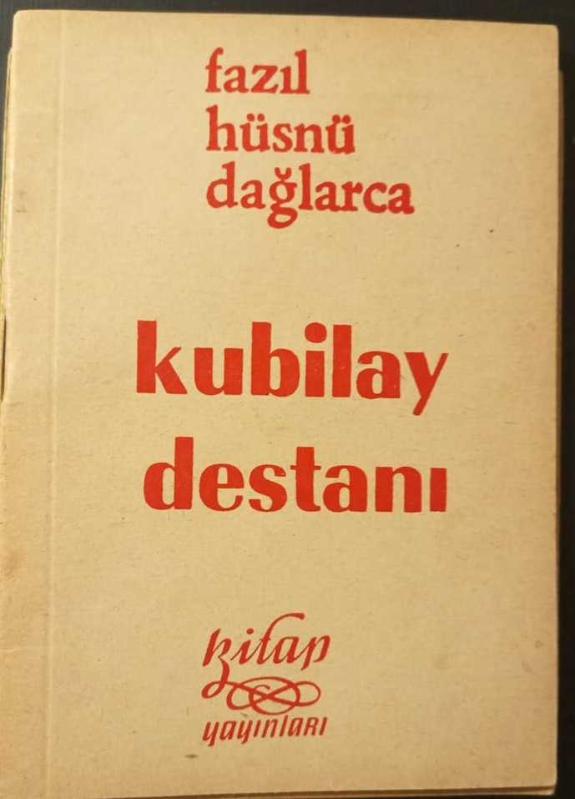 fazıl
hüsnü
dağlarca
kubilay
destanı
kitap
yayınları